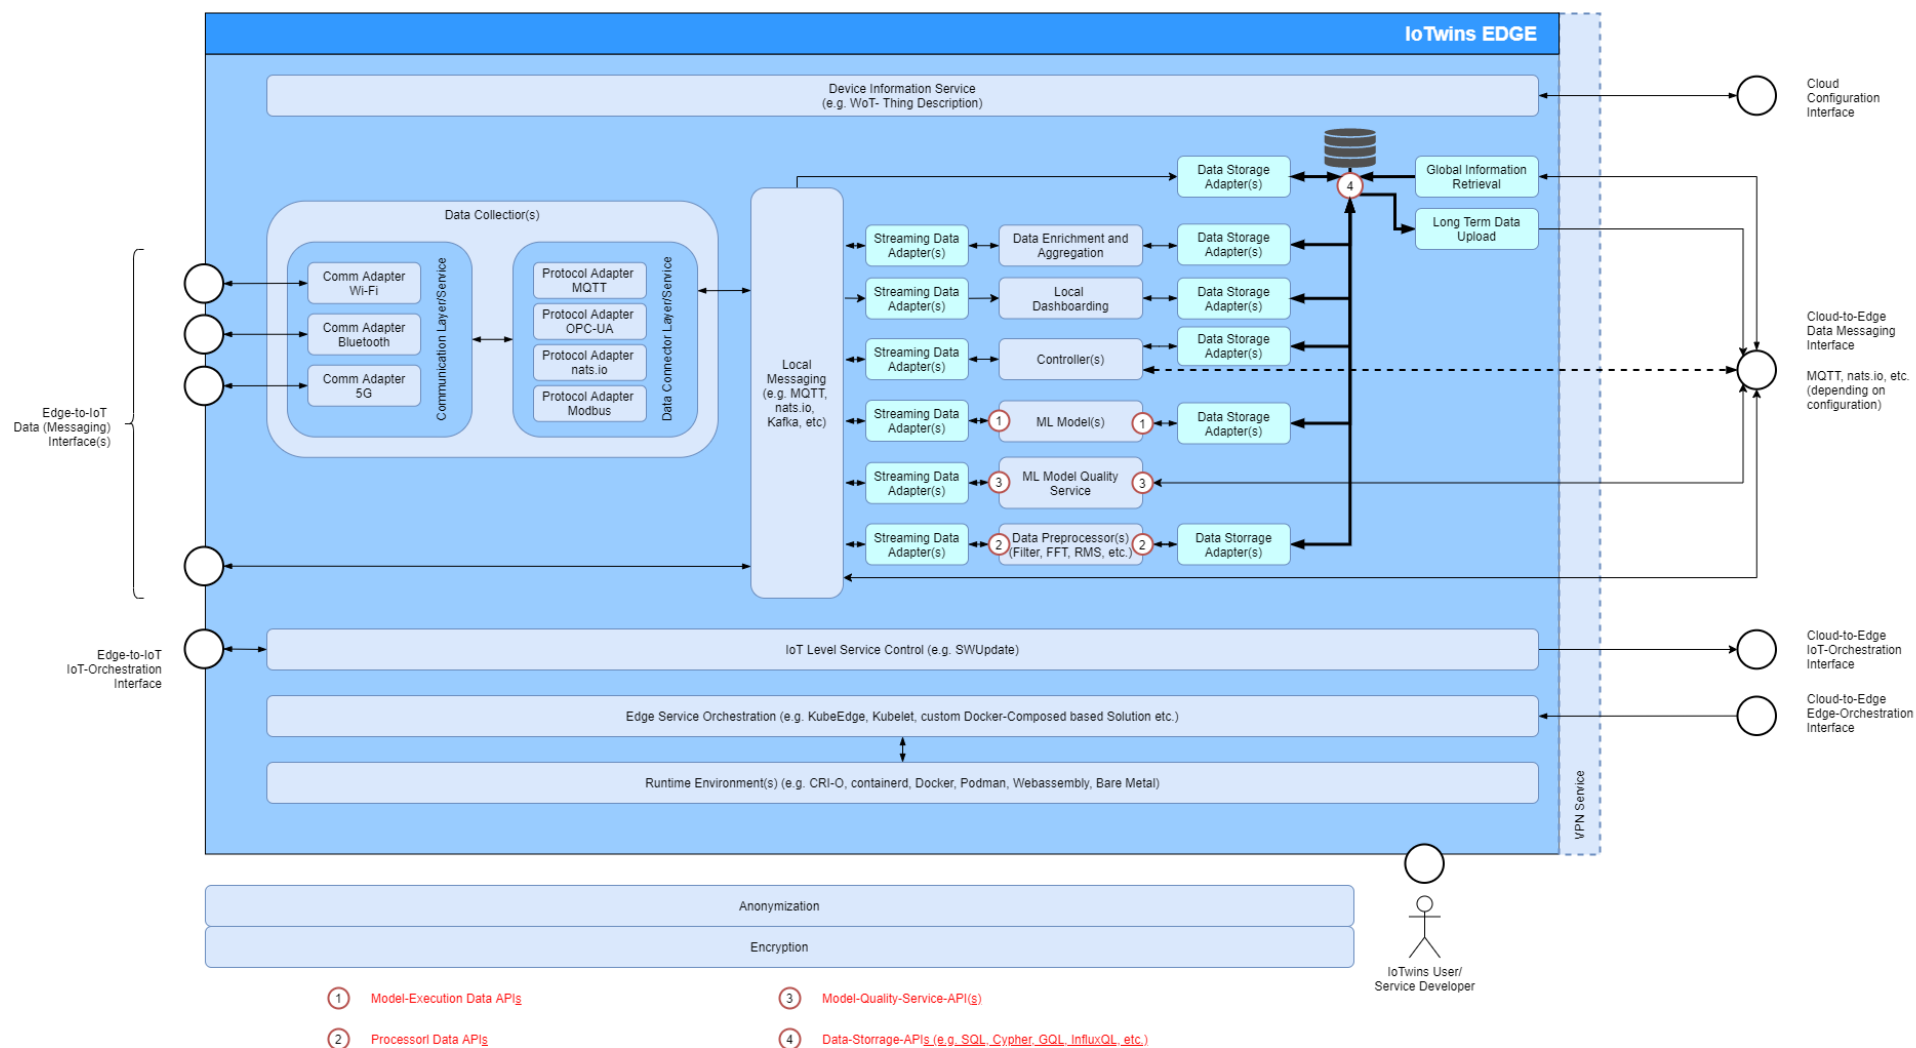 IoTwins EDGE
Device Information Service
(e.g. WoT- Thing Description)
Cloud
Configuration
Interface
Data Storage
Adapter(s)
4
Global Information
Retrieval
Long Term Data
Upload
Data Collectior(s)
Communication Layer/Service
Comm Adapter
Wi-Fi
Comm Adapter
Bluetooth
Comm Adapter
5G
Data Connector Layer/Service
Protocol Adapter
MQTT
Protocol Adapter
OPC-UA
Protocol Adapter
nats.io
Protocol Adapter
Modbus
Local
Messaging
(e.g. MQTT,
nats.io,
Kafka, etc)
Streaming Data
Adapter(s)
Data Enrichment and
Aggregation
Data Storage
Adapter(s)
Streaming Data
Adapter(s)
Local
Dashboarding
Data Storage
Adapter(s)
Streaming Data
Adapter(s)
Controller(s)
Data Storage
Adapter(s)
Streaming Data
Adapter(s)
1
ML Model(s)
1
Data Storage
Adapter(s)
Streaming Data
Adapter(s)
3
ML Model Quality
Service
3
Streaming Data
Adapter(s)
2
Data Preprocessor(s)
(Filter, FFT, RMS, etc.)
2
Data Storrage
Adapter(s)
Cloud-to-Edge
Data Messaging
Interface
MQTT, nats.io, etc.
(depending on
configuration)
Edge-to-IoT
Data (Messaging)
Interface(s)
Edge-to-IoT
IoT-Orchestration
Interface
IoT Level Service Control (e.g. SWUpdate)
Cloud-to-Edge
IoT-Orchestration
Interface
Edge Service Orchestration (e.g. KubeEdge, Kubelet, custom Docker-Composed based Solution etc.)
Cloud-to-Edge
Edge-Orchestration
Interface
Runtime Environment(s) (e.g. CRI-O, containerd, Docker, Podman, Webassembly, Bare Metal)
VPN Service
Anonymization
Encryption
IoTwins User/
Service Developer
1 Model-Execution Data APIs
3 Model-Quality-Service-API(s)
2 Processorl Data APIs
4 Data-Storrage-APIs (e.g. SQL, Cypher, GQL, InfluxQL, etc.)